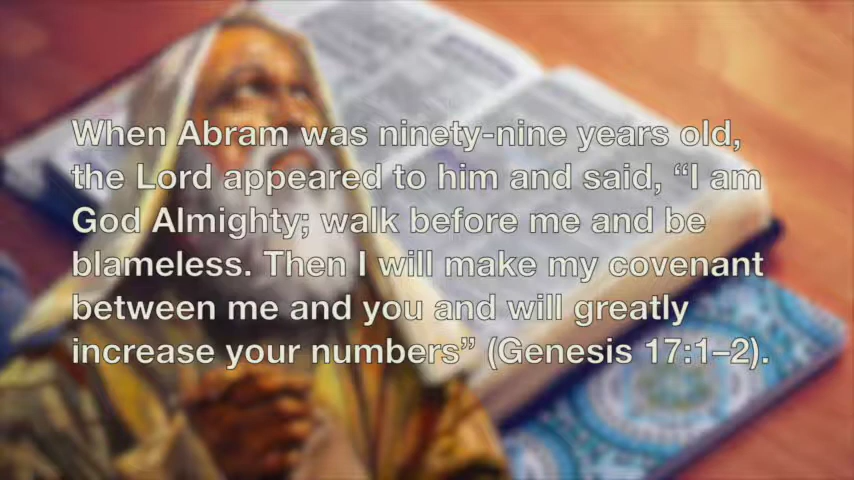 When Abram was ninety-nine years old,
the Lord appeared to him and said, “I am
God Almighty; walk before me and be
blameless. Then I will make my covenant
between me and you and will greatly
increase your numbers” (Genesis 17:1–2).